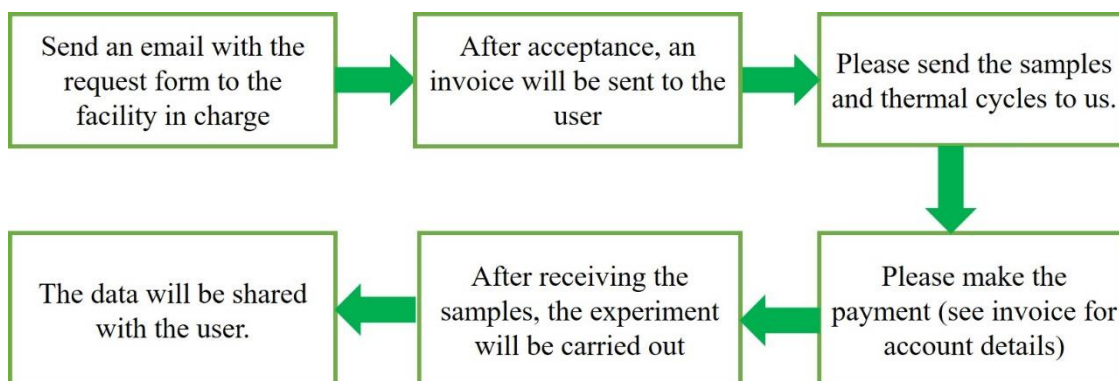 Send an email with the
request form to the
facility in charge
After acceptance, an
invoice will be sent to the
user
Please send the samples
and thermal cycles to us.
Please make the
payment (see invoice for
account details)
After receiving the
samples, the experiment
will be carried out
The data will be shared
with the user.